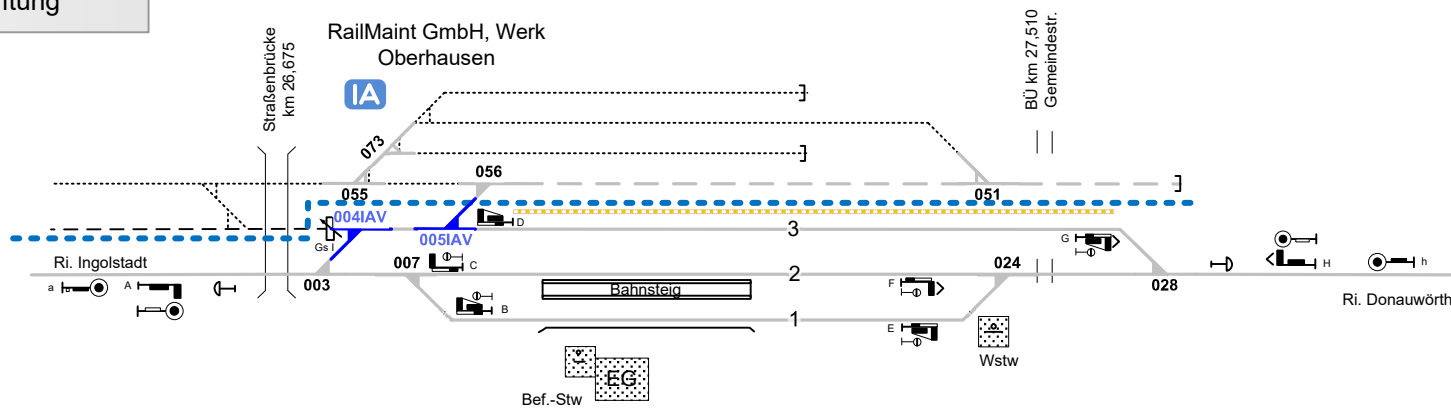 RailMaint GmbH, Werk
Oberhausen
IA
Straßenbrücke
km 26,675
BÜ km 27,510
Gemeindestr.
073
056
055
051
004IAV
005IAV
Gs I
D
3
G
Ri. Ingolstadt
007
C
2
024
H
h
a
A
003
Bahnsteig
F
028
Ri. Donauwörth
B
1
E
Wstw
EG
Bef.-Stw